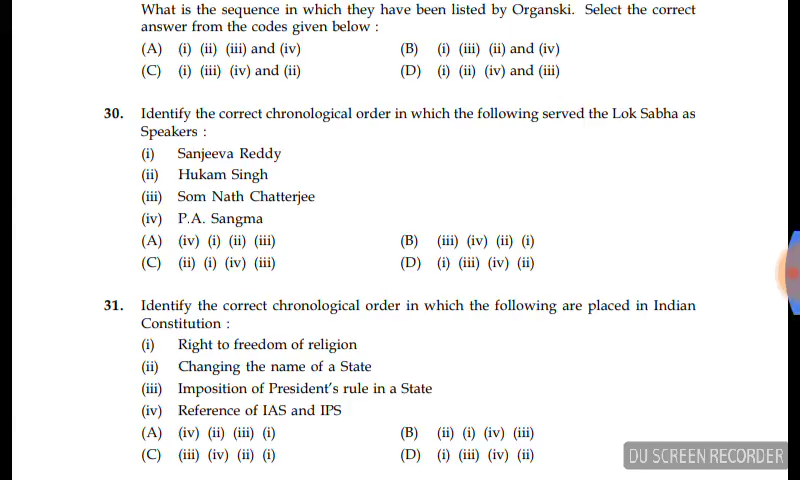 What is the sequence in which they have been listed by Organski. Select the correct
answer from the codes given below :
(A) (i) (ii) (iii) and (iv) (B) (i) (iii) (ii) and (iv)
(C) (i) (iii) (iv) and (ii) (D) (i) (ii) (iv) and (iii)
30. Identify the correct chronological order in which the following served the Lok Sabha as
Speakers :
(i) Sanjeeva Reddy
(ii) Hukam Singh
(iii) Som Nath Chatterjee
(iv) P.A. Sangma
(A) (iv) (i) (ii) (iii) (B) (iii) (iv) (ii) (i)
(C) (ii) (i) (iv) (iii) (D) (i) (iii) (iv) (ii)
31. Identify the correct chronological order in which the following are placed in Indian
Constitution :
(i) Right to freedom of religion
(ii) Changing the name of a State
(iii) Imposition of President's rule in a State
(iv) Reference of IAS and IPS
(A) (iv) (ii) (iii) (i) (B) (ii) (i) (iv) (iii)
(C) (iii) (iv) (ii) (i) (D) (i) (iii) (iv) (ii)
DU SCREEN RECORDER